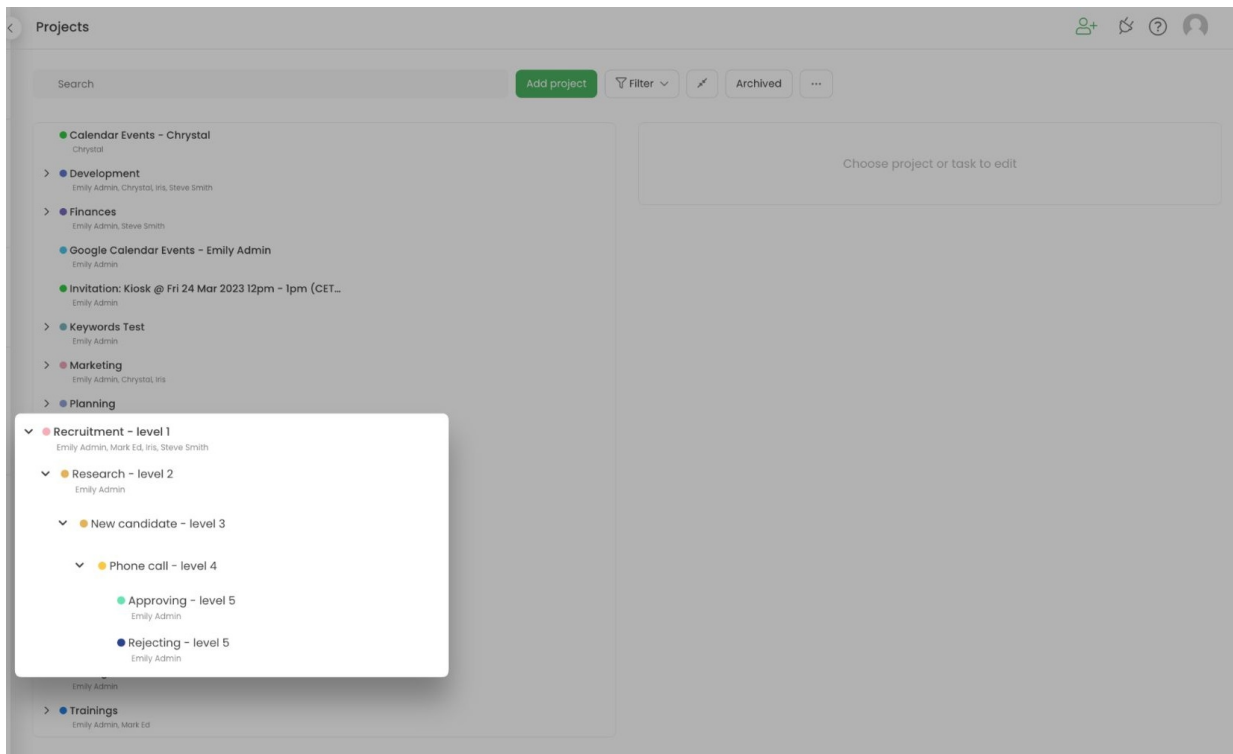 Projects
Search
Add project
Filter
Archived
...
Calendar Events - Chrystal
Chrystal
Choose project or task to edit
Development
Emily Admin, Chrystal, Iris, Steve Smith
Finances
Emily Admin, Steve Smith
Google Calendar Events - Emily Admin
Emily Admin
Invitation: Kiosk @ Fri 24 Mar 2023 12pm - 1pm (CET...
Emily Admin
Keywords Test
Emily Admin
Marketing
Emily Admin, Chrystal, Iris
Planning
Recruitment - level 1
Emily Admin, Mark Ed, Iris, Steve Smith
Research - level 2
Emily Admin
New candidate - level 3
Phone call - level 4
Approving - level 5
Emily Admin
Rejecting - level 5
Emily Admin
Emily Admin
Trainings
Emily Admin, Mark Ed